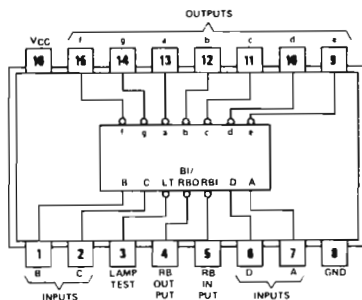 OUTPUTS
VCC f g a b c d e
16 15 14 13 12 11 10 9
f g a b c d e
BI/
B C LT RBO RBI D A
1 2 3 4 5 6 7 8
B C LAMP TEST RB OUT PUT RB IN PUT D A GND
INPUTS INPUTS